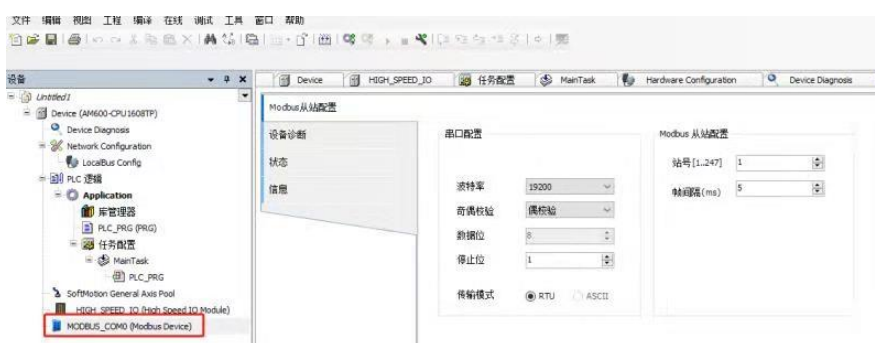 文件 编辑 视图 工程 编译 在线 调试 工具 窗口 帮助
设备
Device HIGH_SPEED_IO 任务配置 MainTask Hardware Configuration Device Diagnosis
Untitled1
Device (AM600-CPU1608TP)
Device Diagnosis
Network Configuration
LocalBus Config
PLC 逻辑
Application
库管理器
PLC_PRG (PRG)
任务配置
MainTask
PLC_PRG
SoftMotion General Axis Pool
HIGH_SPEED_IO (High Speed IO Module)
MODBUS_COM0 (Modbus Device)
Modbus从站配置
设备诊断
状态
信息
串口配置
波特率 19200
奇偶校验 偶校验
数据位 8
停止位 1
传输模式 RTU ASCII
Modbus 从站配置
站号[1..247] 1
帧间隔(ms) 5